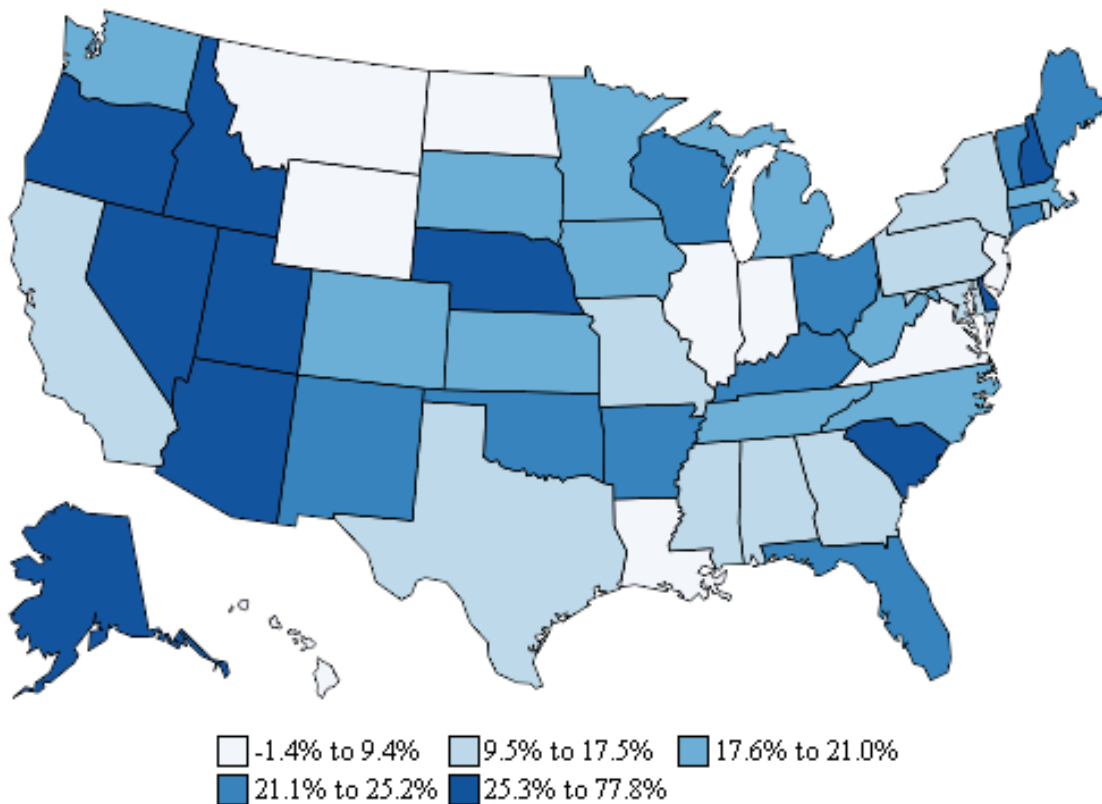 -1.4% to 9.4% 9.5% to 17.5% 17.6% to 21.0%
21.1% to 25.2% 25.3% to 77.8%